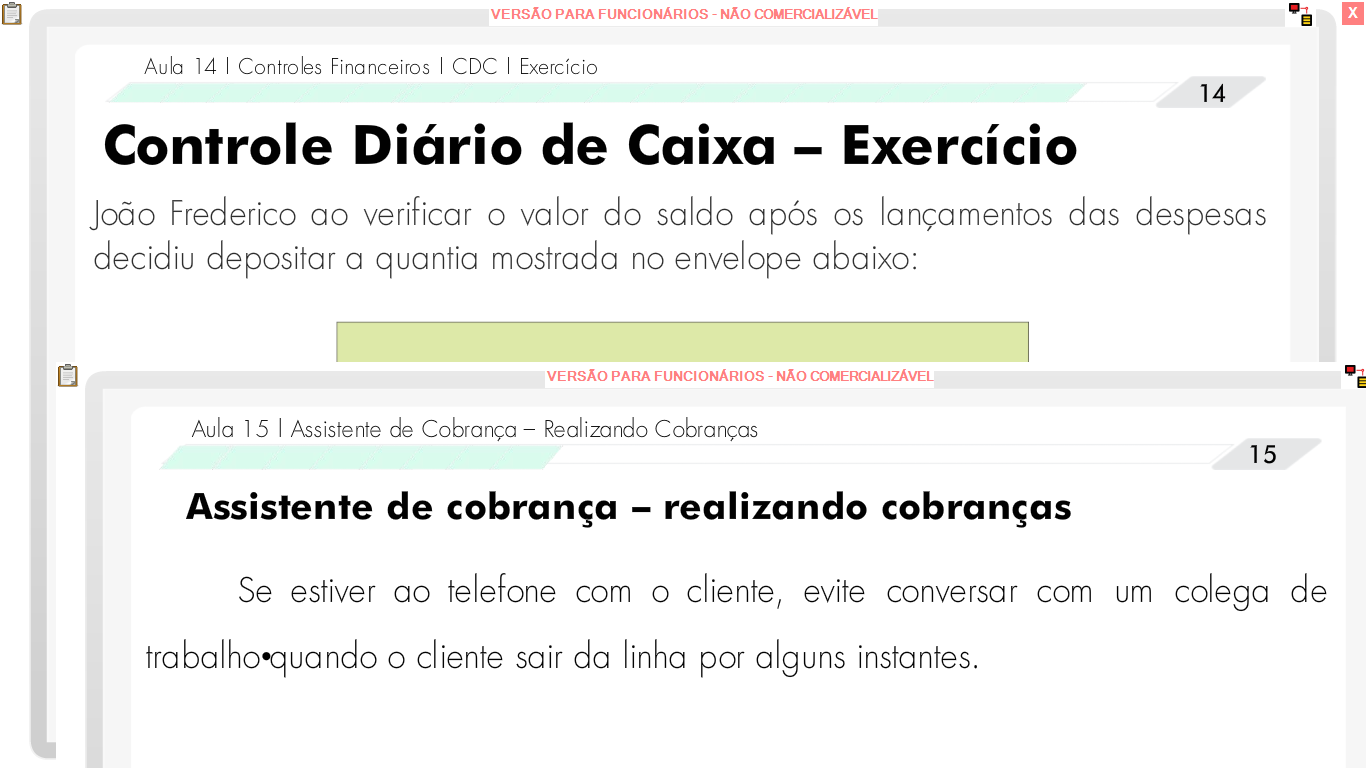 VERSÃO PARA FUNCIONÁRIOS - NÃO COMERCIALIZÁVEL
X
Aula 14 | Controles Financeiros | CDC | Exercício
14
Controle Diário de Caixa – Exercício
João Frederico ao verificar o valor do saldo após os lançamentos das despesas
decidiu depositar a quantia mostrada no envelope abaixo:
VERSÃO PARA FUNCIONÁRIOS - NÃO COMERCIALIZÁVEL
Aula 15 | Assistente de Cobrança – Realizando Cobranças
15
Assistente de cobrança – realizando cobranças
Se estiver ao telefone com o cliente, evite conversar com um colega de
trabalho•quando o cliente sair da linha por alguns instantes.